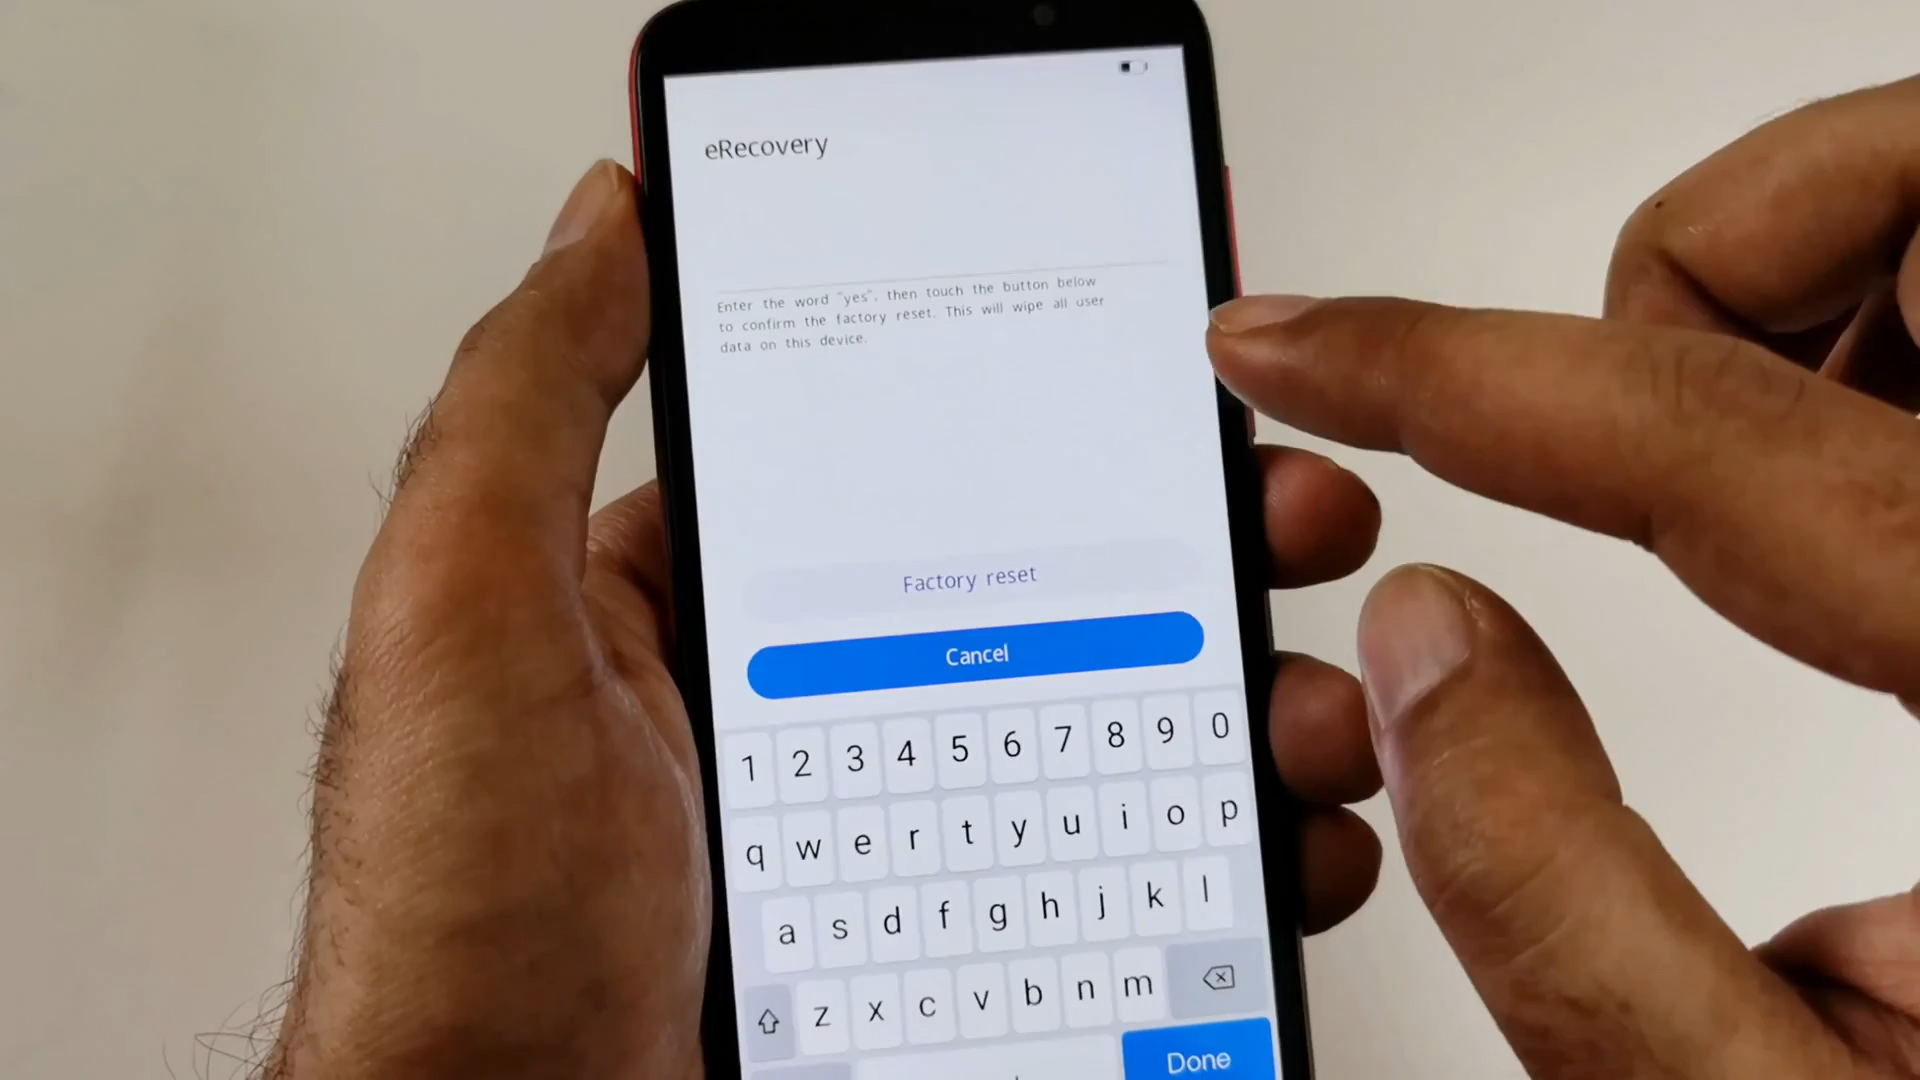 eRecovery
Enter the word "yes", then touch the button below
to confirm the factory reset. This will wipe all user
data on this device.
Factory reset
Cancel
1 2 3 4 5 6 7 8 9 0
q w e r t y u i o p
a s d f g h j k l
z x c v b n m
Done